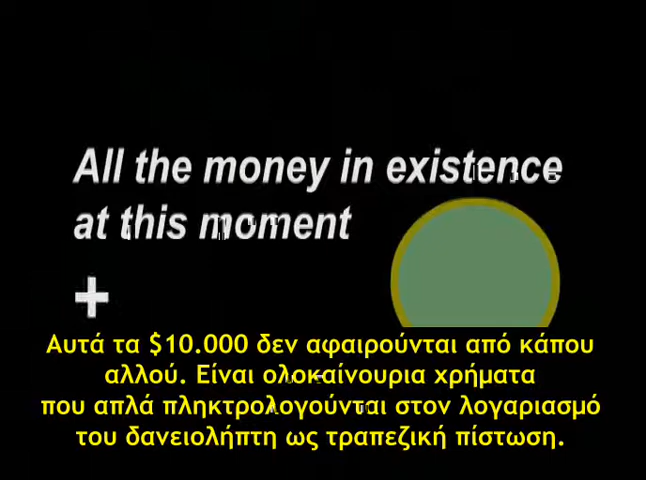 All the money in existence
at this moment
+
Αυτά τα $10.000 δεν αφαιρούνται από κάπου
αλλού. Είναι ολοκαίνουρια χρήματα
που απλά πληκτρολογούνται στον λογαριασμό
του δανειολήπτη ως τραπεζική πίστωση.